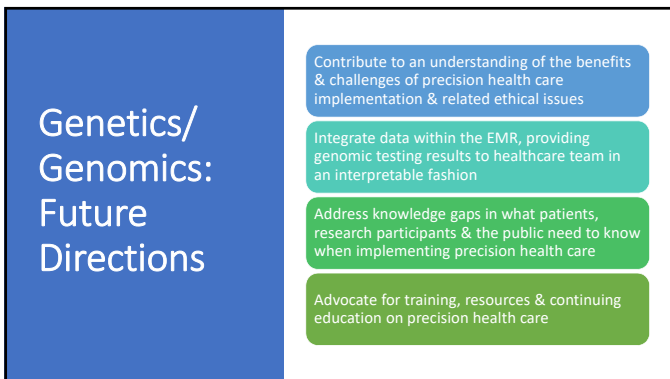 Genetics/
Genomics:
Future
Directions
Contribute to an understanding of the benefits
& challenges of precision health care
implementation & related ethical issues
Integrate data within the EMR, providing
genomic testing results to healthcare team in
an interpretable fashion
Address knowledge gaps in what patients,
research participants & the public need to know
when implementing precision health care
Advocate for training, resources & continuing
education on precision health care